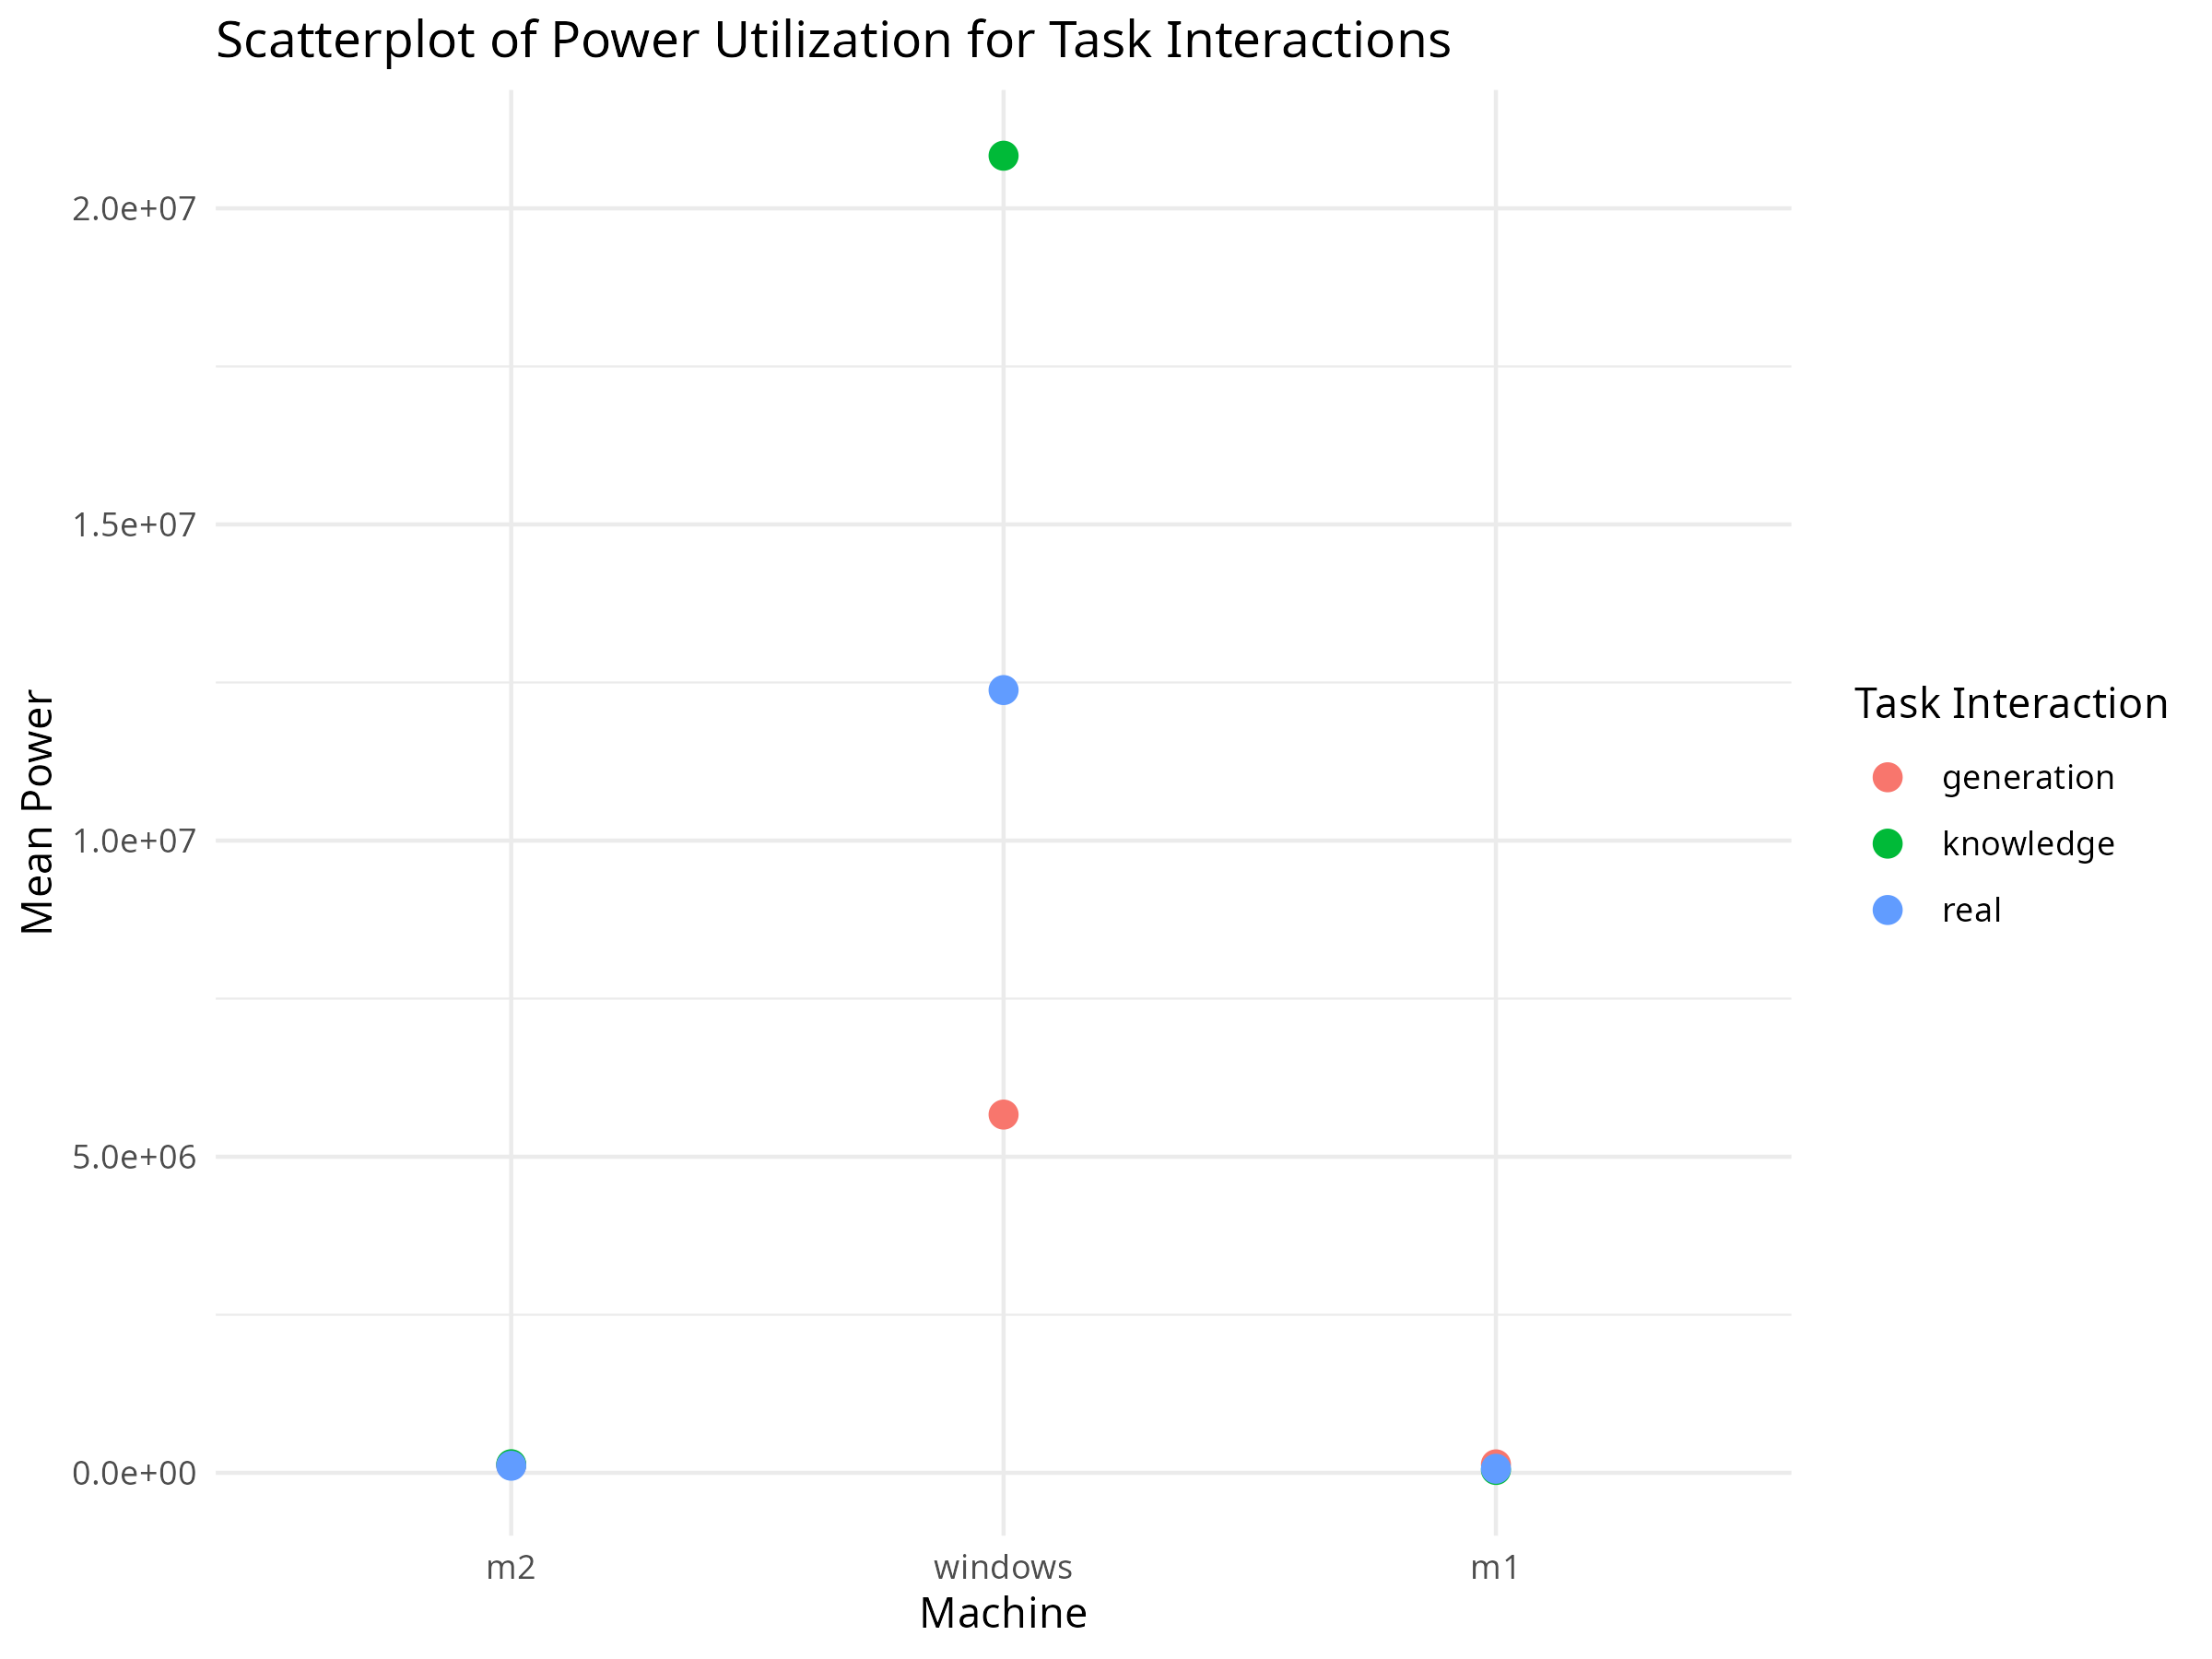 Scatterplot of Power Utilization for Task Interactions
Mean Power
2.0e+07
1.5e+07
1.0e+07
5.0e+06
0.0e+00
m2
windows
m1
Machine
Task Interaction
generation
knowledge
real